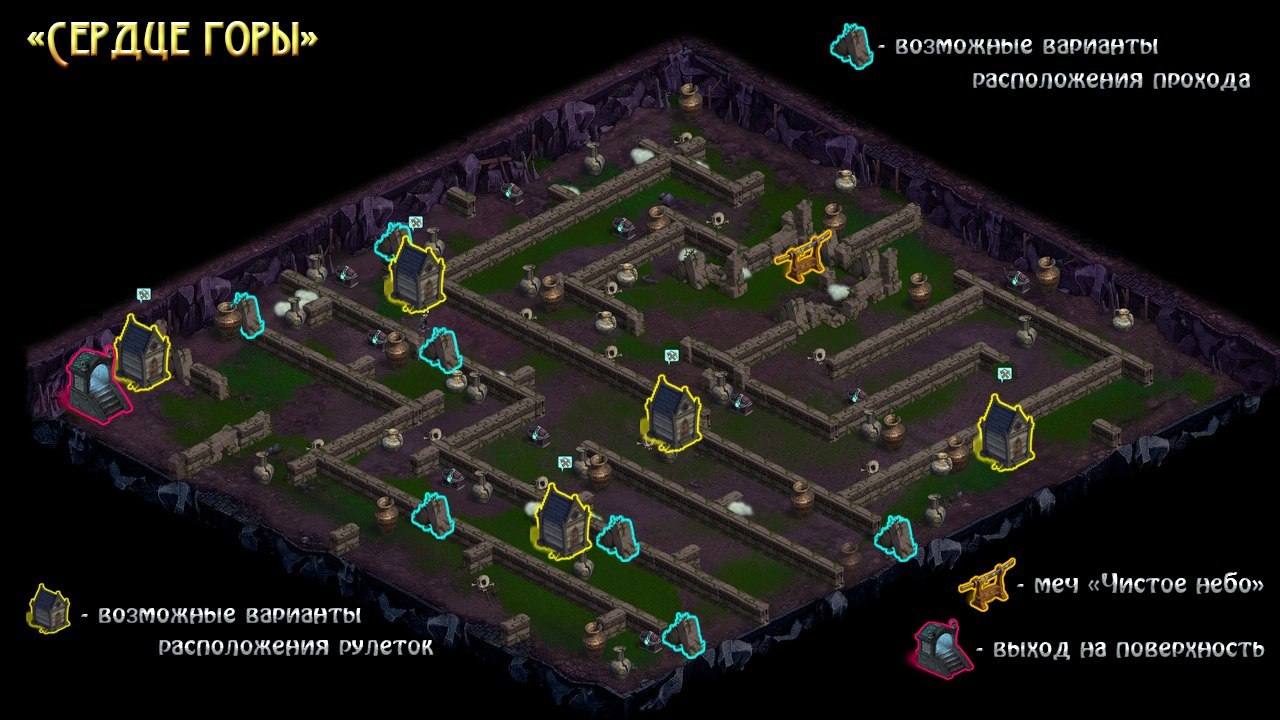 «СЕРДЦЕ ГОРЫ»
- возможные варианты
расположения прохода
- меч «Чистое небо»
- возможные варианты
расположения рулеток
- выход на поверхность